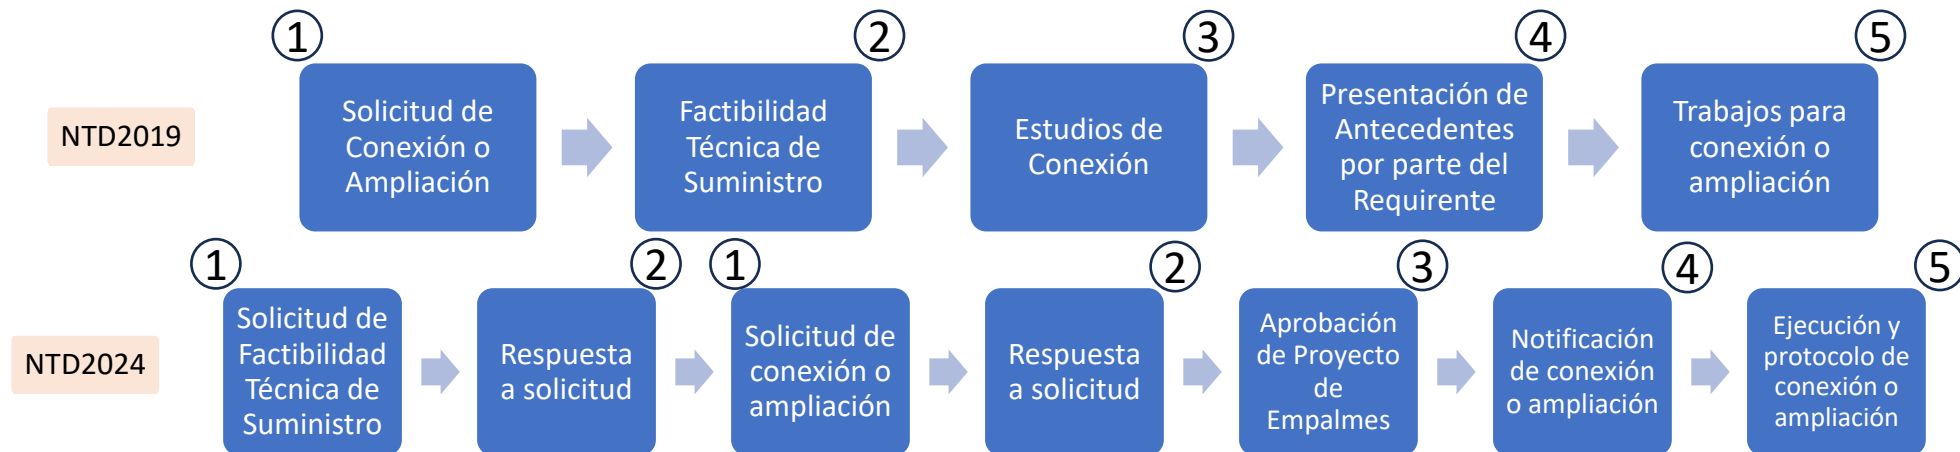 NTD2019
1
Solicitud de
Conexión o
Ampliación
2
Factibilidad
Técnica de
Suministro
3
Estudios de
Conexión
4
Presentación de
Antecedentes
por parte del
Requirente
5
Trabajos para
conexión o
ampliación
NTD2024
1
Solicitud de
Factibilidad
Técnica de
Suministro
2
Respuesta
a solicitud
1
Solicitud de
conexión o
ampliación
2
Respuesta
a solicitud
3
Aprobación
de Proyecto
de
Empalmes
4
Notificación
de conexión
o ampliación
5
Ejecución y
protocolo de
conexión o
ampliación